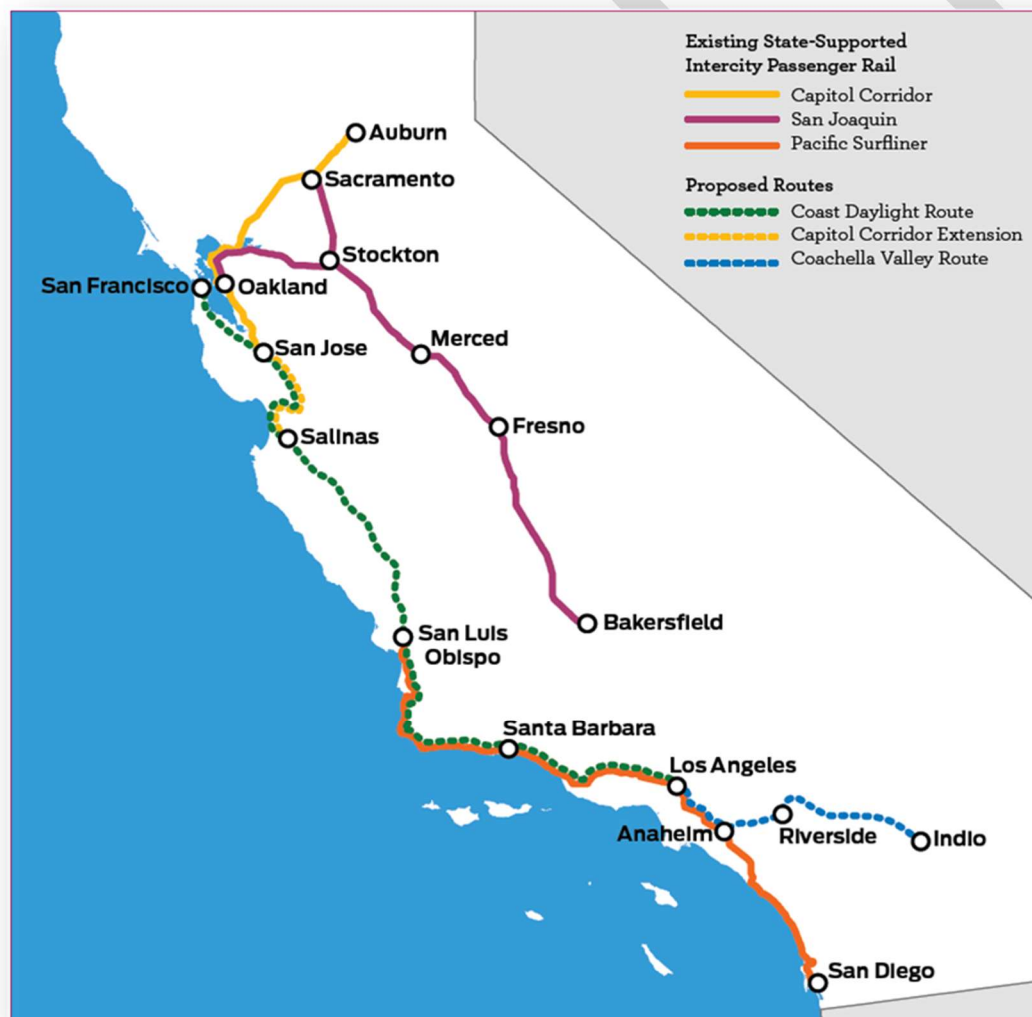 Existing State-Supported
Intercity Passenger Rail
Capitol Corridor
San Joaquin
Pacific Surfliner
Proposed Routes
Coast Daylight Route
Capitol Corridor Extension
Coachella Valley Route
Auburn
Sacramento
Stockton
San Francisco
Oakland
Merced
San Jose
Fresno
Salinas
Bakersfield
San Luis
Obispo
Santa Barbara
Los Angeles
Anaheim
Riverside
Indio
San Diego